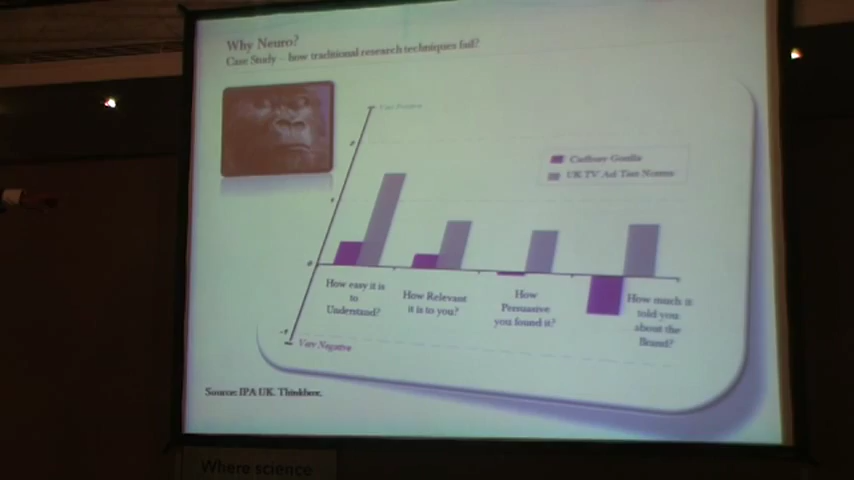 Why Neuro?
Case Study – how traditional research techniques fail?
Very Positive
Cadbury Gorilla
UK TV Ad Test Norms
0
-1
How easy it is
to
Understand?
How Relevant
it is to you?
How
Persuasive
you found it?
How much it
told you
about the
Brand?
Very Negative
Source: IPA UK. Thinkbox.
Where science